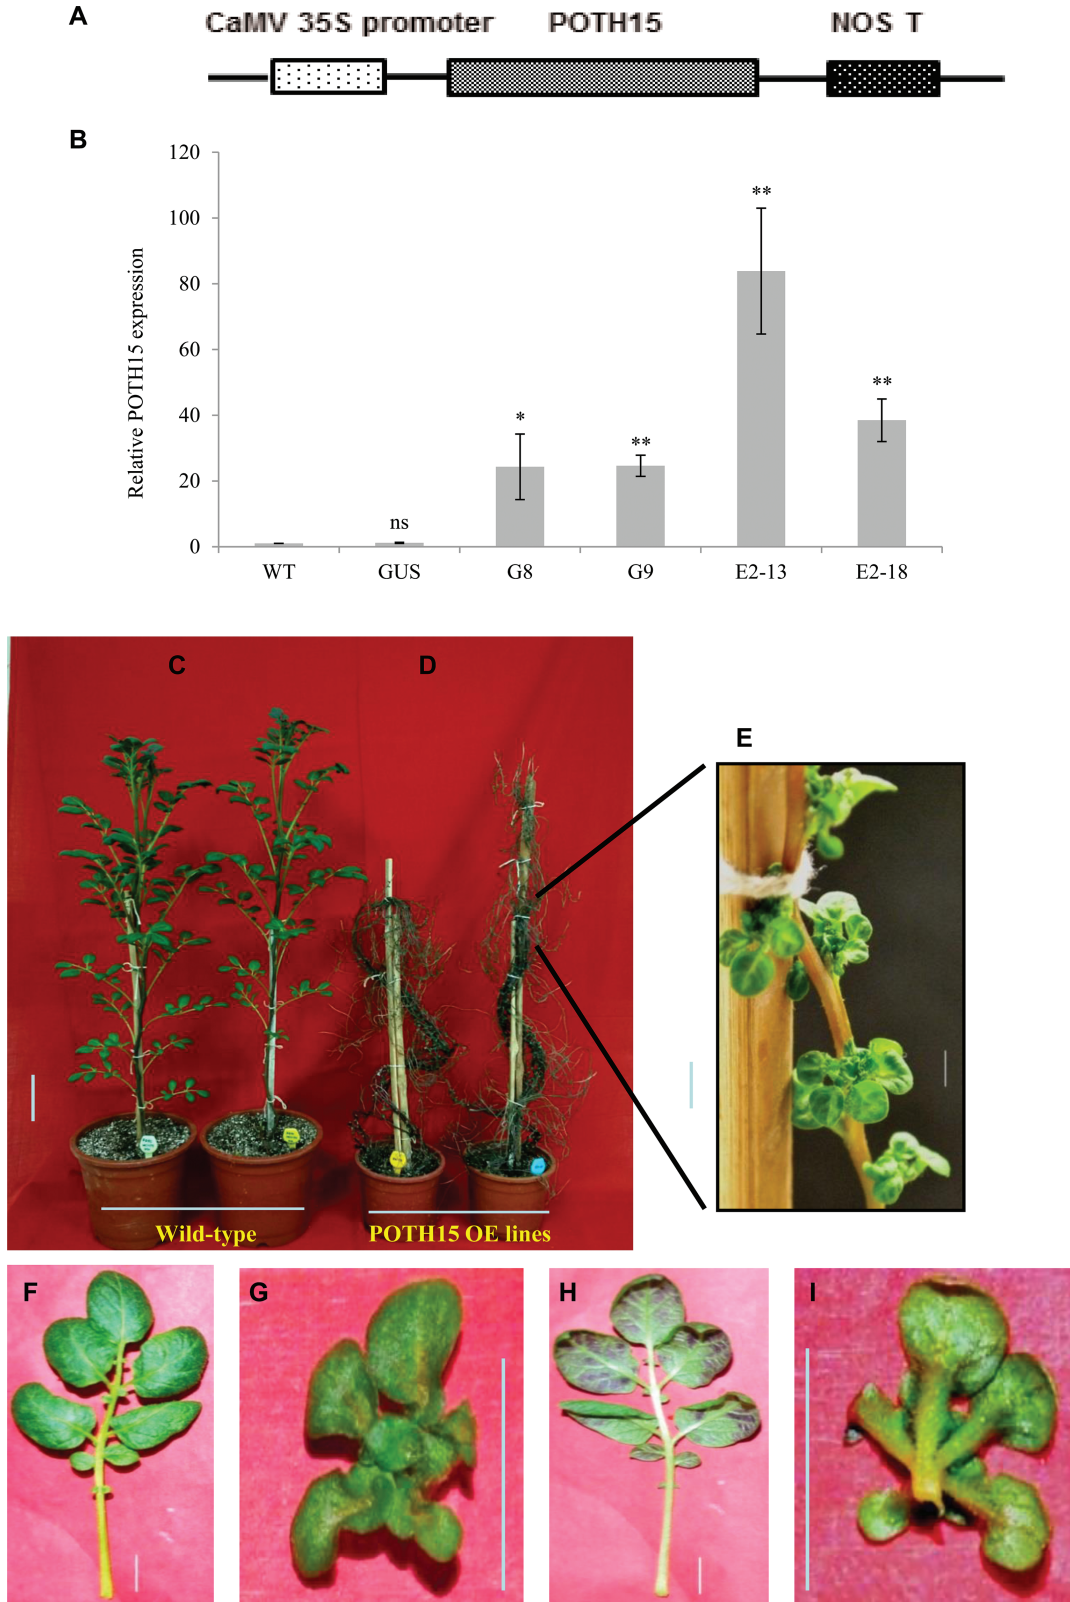 A
CaMV 35S promoter POTH15 NOS T
B
Relative POTH15 expression
120
100
80
60
40
20
0
**
**
**
*
ns
WT GUS G8 G9 E2-13 E2-18
C D
E
Wild-type POTH15 OE lines
F G H I